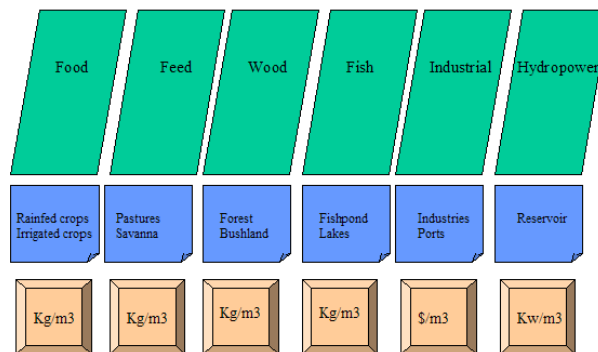 Food
Feed
Wood
Fish
Industrial
Hydropower
Rainfed crops
Irrigated crops
Pastures
Savanna
Forest
Bushland
Fishpond
Lakes
Industries
Ports
Reservoir
Kg/m3
Kg/m3
Kg/m3
Kg/m3
$/m3
Kw/m3